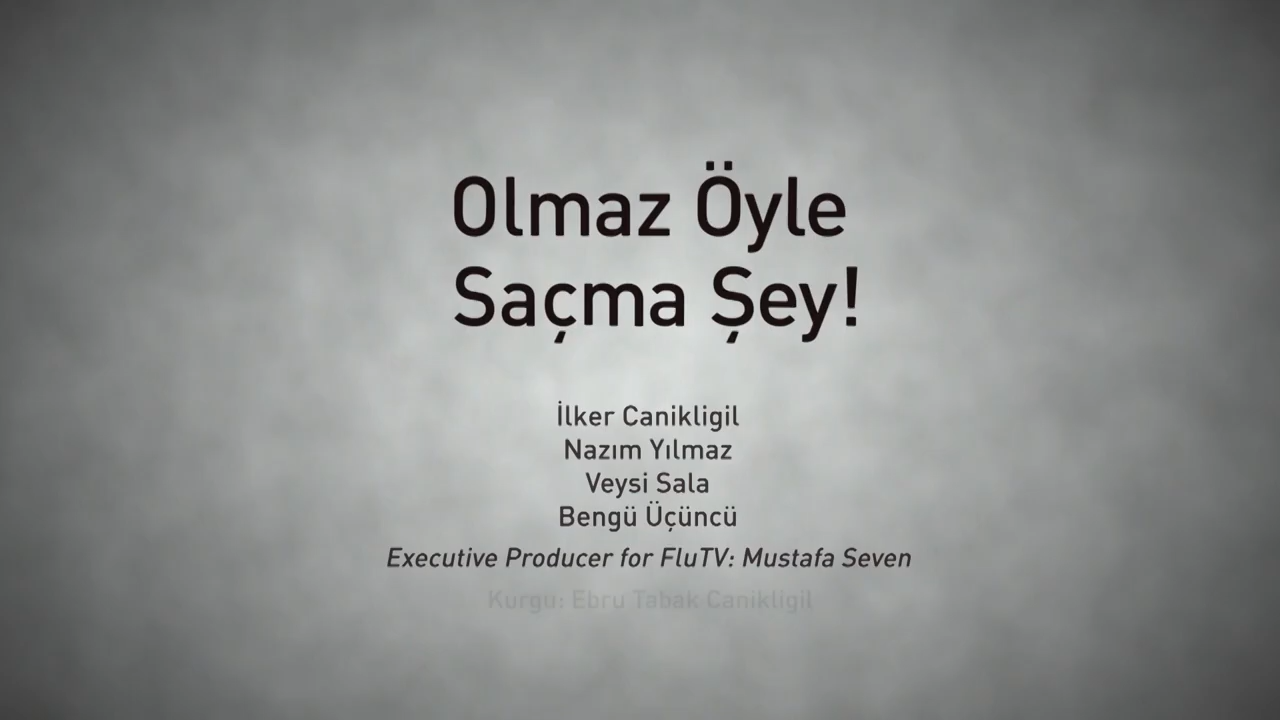 Olmaz Öyle
Saçma Şey!
İlker Canikligil
Nazım Yılmaz
Veysi Sala
Bengü Üçüncü
Executive Producer for FluTV: Mustafa Seven
Kurgu: Ebru Tabak Canikligil